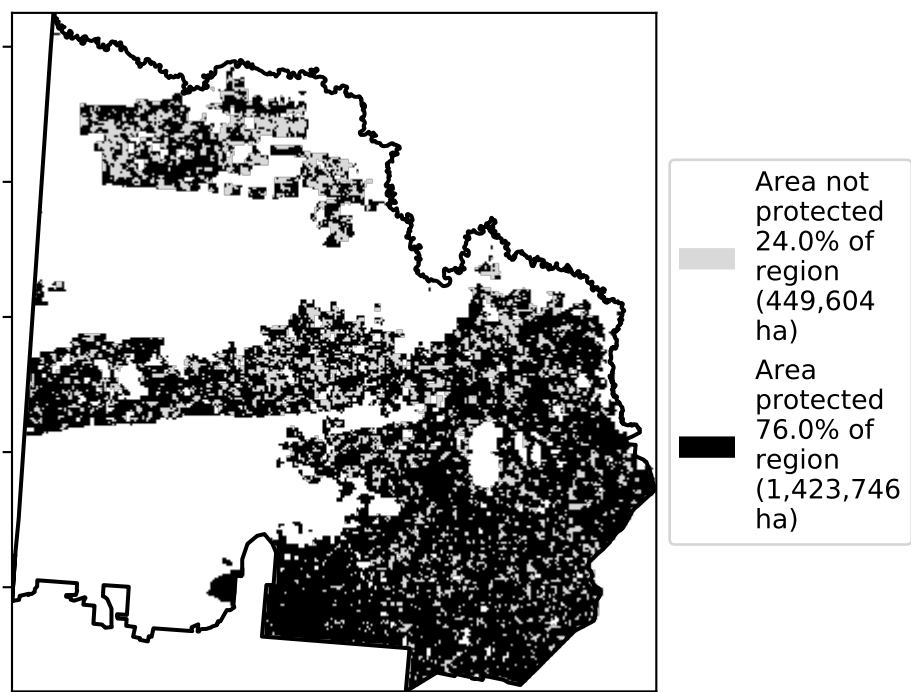 Area not
protected
24.0% of
region
(449,604
ha)
Area
protected
76.0% of
region
(1,423,746
ha)